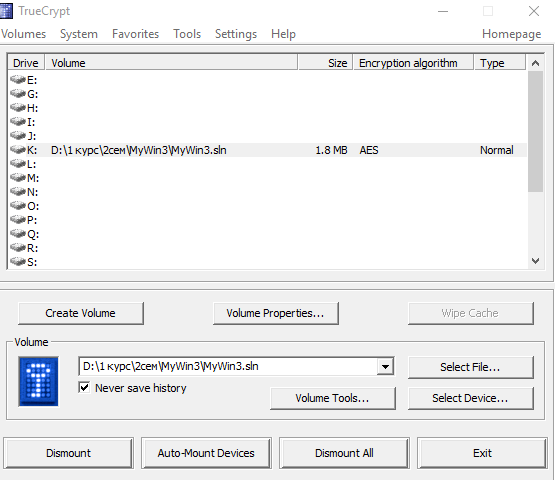 TrueCrypt
Volumes System Favorites Tools Settings Help Homepage
Drive Volume Size Encryption algorithm Type
E:
G:
H:
I:
J:
K: D:\1 курс\2сем\MyWin3\MyWin3.sln 1.8 MB AES Normal
L:
M:
N:
O:
P:
Q:
R:
S:
Create Volume Volume Properties... Wipe Cache
Volume
D:\1 курс\2сем\MyWin3\MyWin3.sln Select File...
Never save history
Volume Tools... Select Device...
Dismount Auto-Mount Devices Dismount All Exit